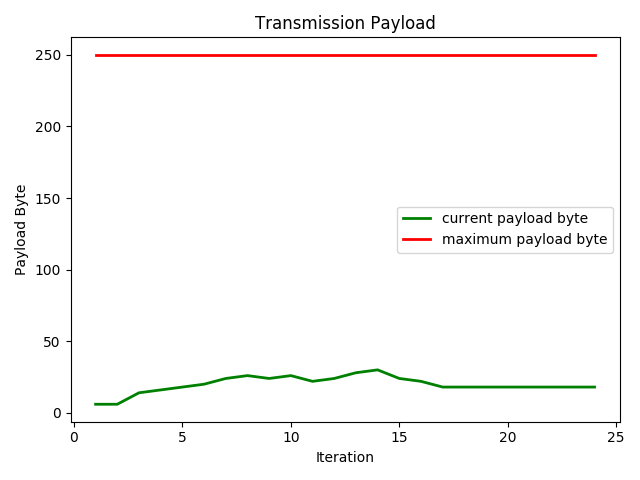 Transmission Payload
Payload Byte
250
200
150
100
50
0
current payload byte
maximum payload byte
0 5 10 15 20 25
Iteration